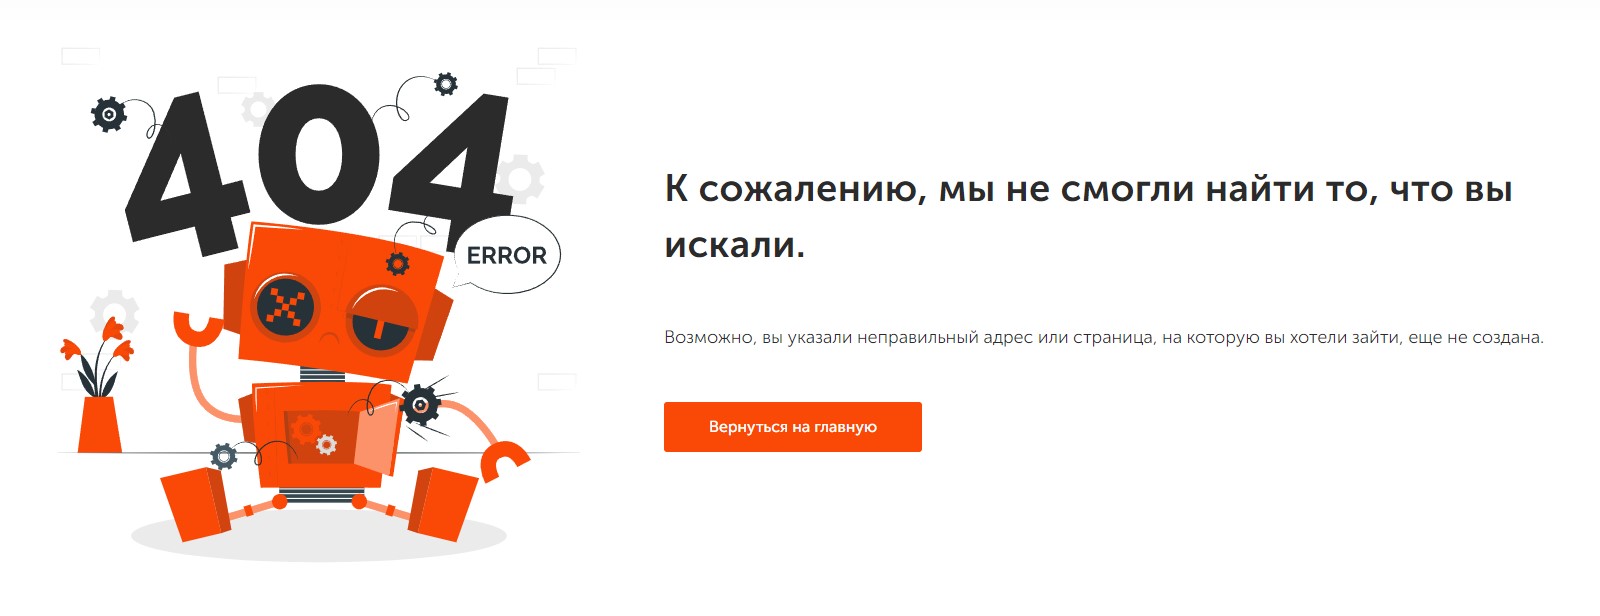 404
ERROR
К сожалению, мы не смогли найти то, что вы
искали.
Возможно, вы указали неправильный адрес или страница, на которую вы хотели зайти, еще не создана.
Вернуться на главную